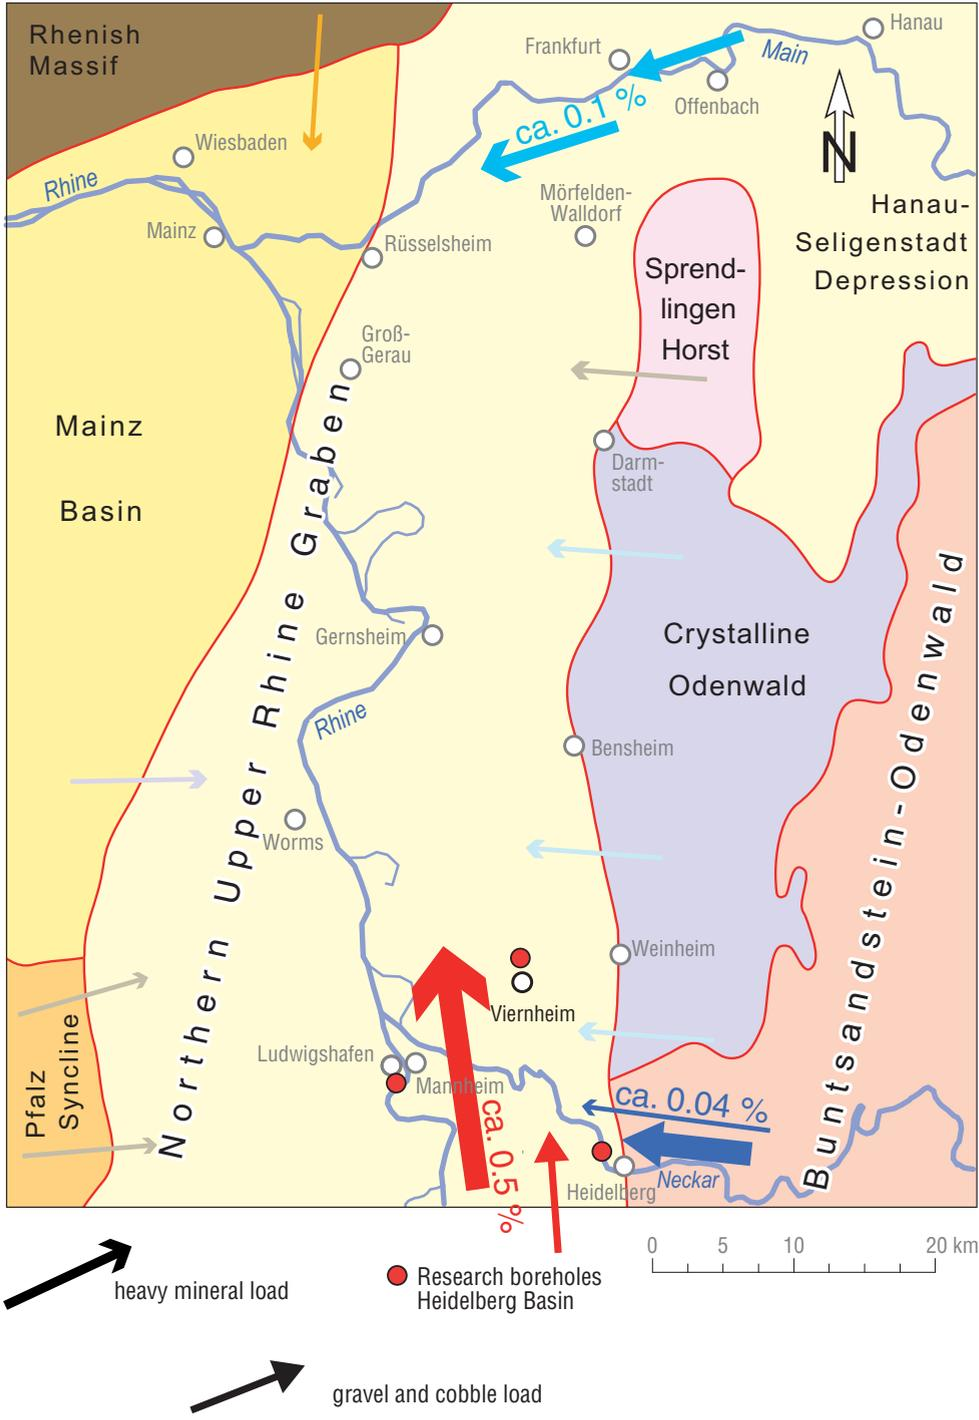 Rhenish
Massif
Frankfurt
Hanau
Main
Offenbach
ca. 0.1 %
N
Wiesbaden
Rhine
Mörfelden-
Walldorf
Hanau-
Seligenstadt
Depression
Mainz
Rüsselsheim
Sprend-
lingen
Horst
Groß-
Gerau
Mainz
Basin
Darm-
stadt
Northern Upper Rhine Graben
Gernsheim
Crystalline
Odenwald
Rhine
Bensheim
Buntsandstein-Odenwald
Worms
Weinheim
Viernheim
Pfalz
Syncline
Ludwigshafen
Mannheim
ca. 0.5 %
ca. 0.04 %
Heidelberg
Neckar
0 5 10 20 km
heavy mineral load
Research boreholes
Heidelberg Basin
gravel and cobble load